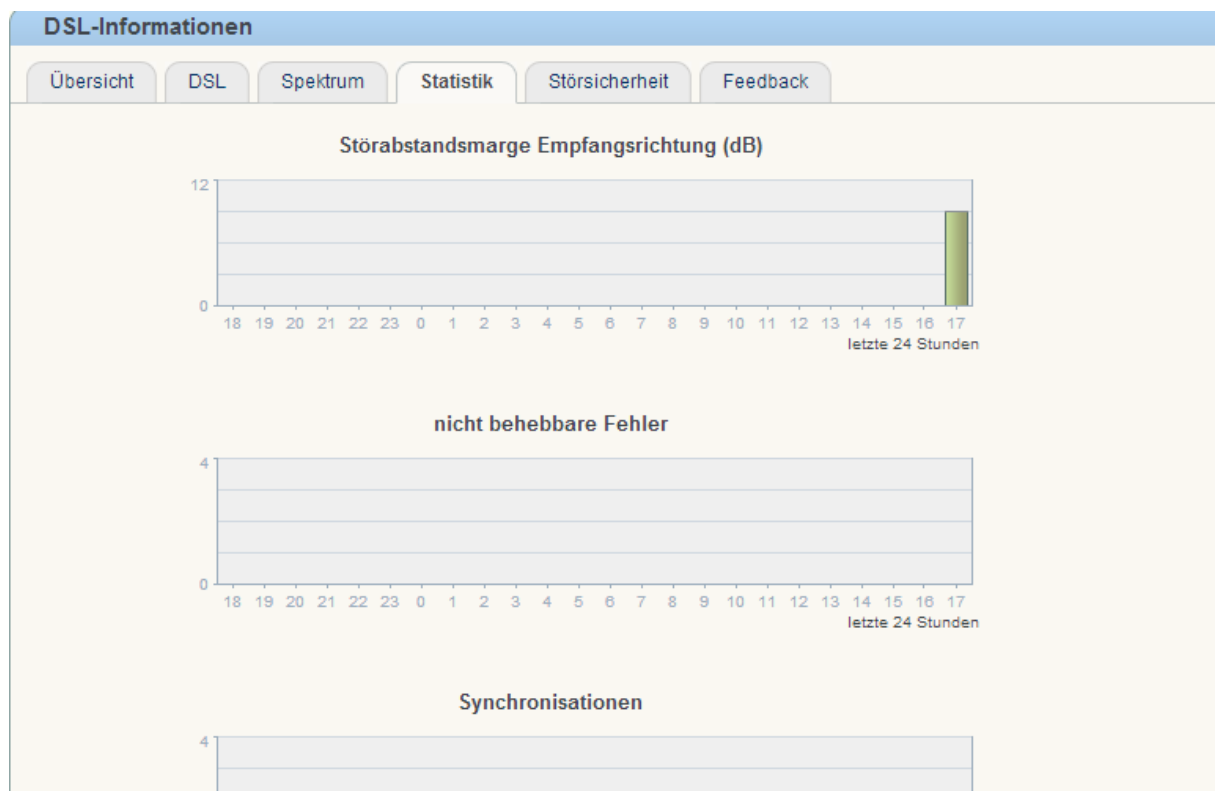 DSL-Informationen
Übersicht DSL Spektrum Statistik Störsicherheit Feedback
Störabstandsmarge Empfangsrichtung (dB)
12
0
18 19 20 21 22 23 0 1 2 3 4 5 6 7 8 9 10 11 12 13 14 15 16 17
letzte 24 Stunden
nicht behebbare Fehler
4
0
18 19 20 21 22 23 0 1 2 3 4 5 6 7 8 9 10 11 12 13 14 15 16 17
letzte 24 Stunden
Synchronisationen
4